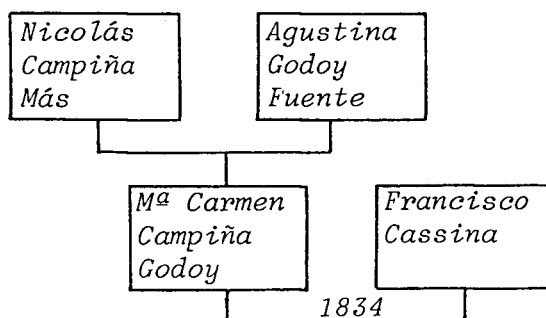 Nicolás
Campiña
Más
Agustina
Godoy
Fuente
Mª Carmen
Campiña
Godoy
Francisco
Cassina
1834